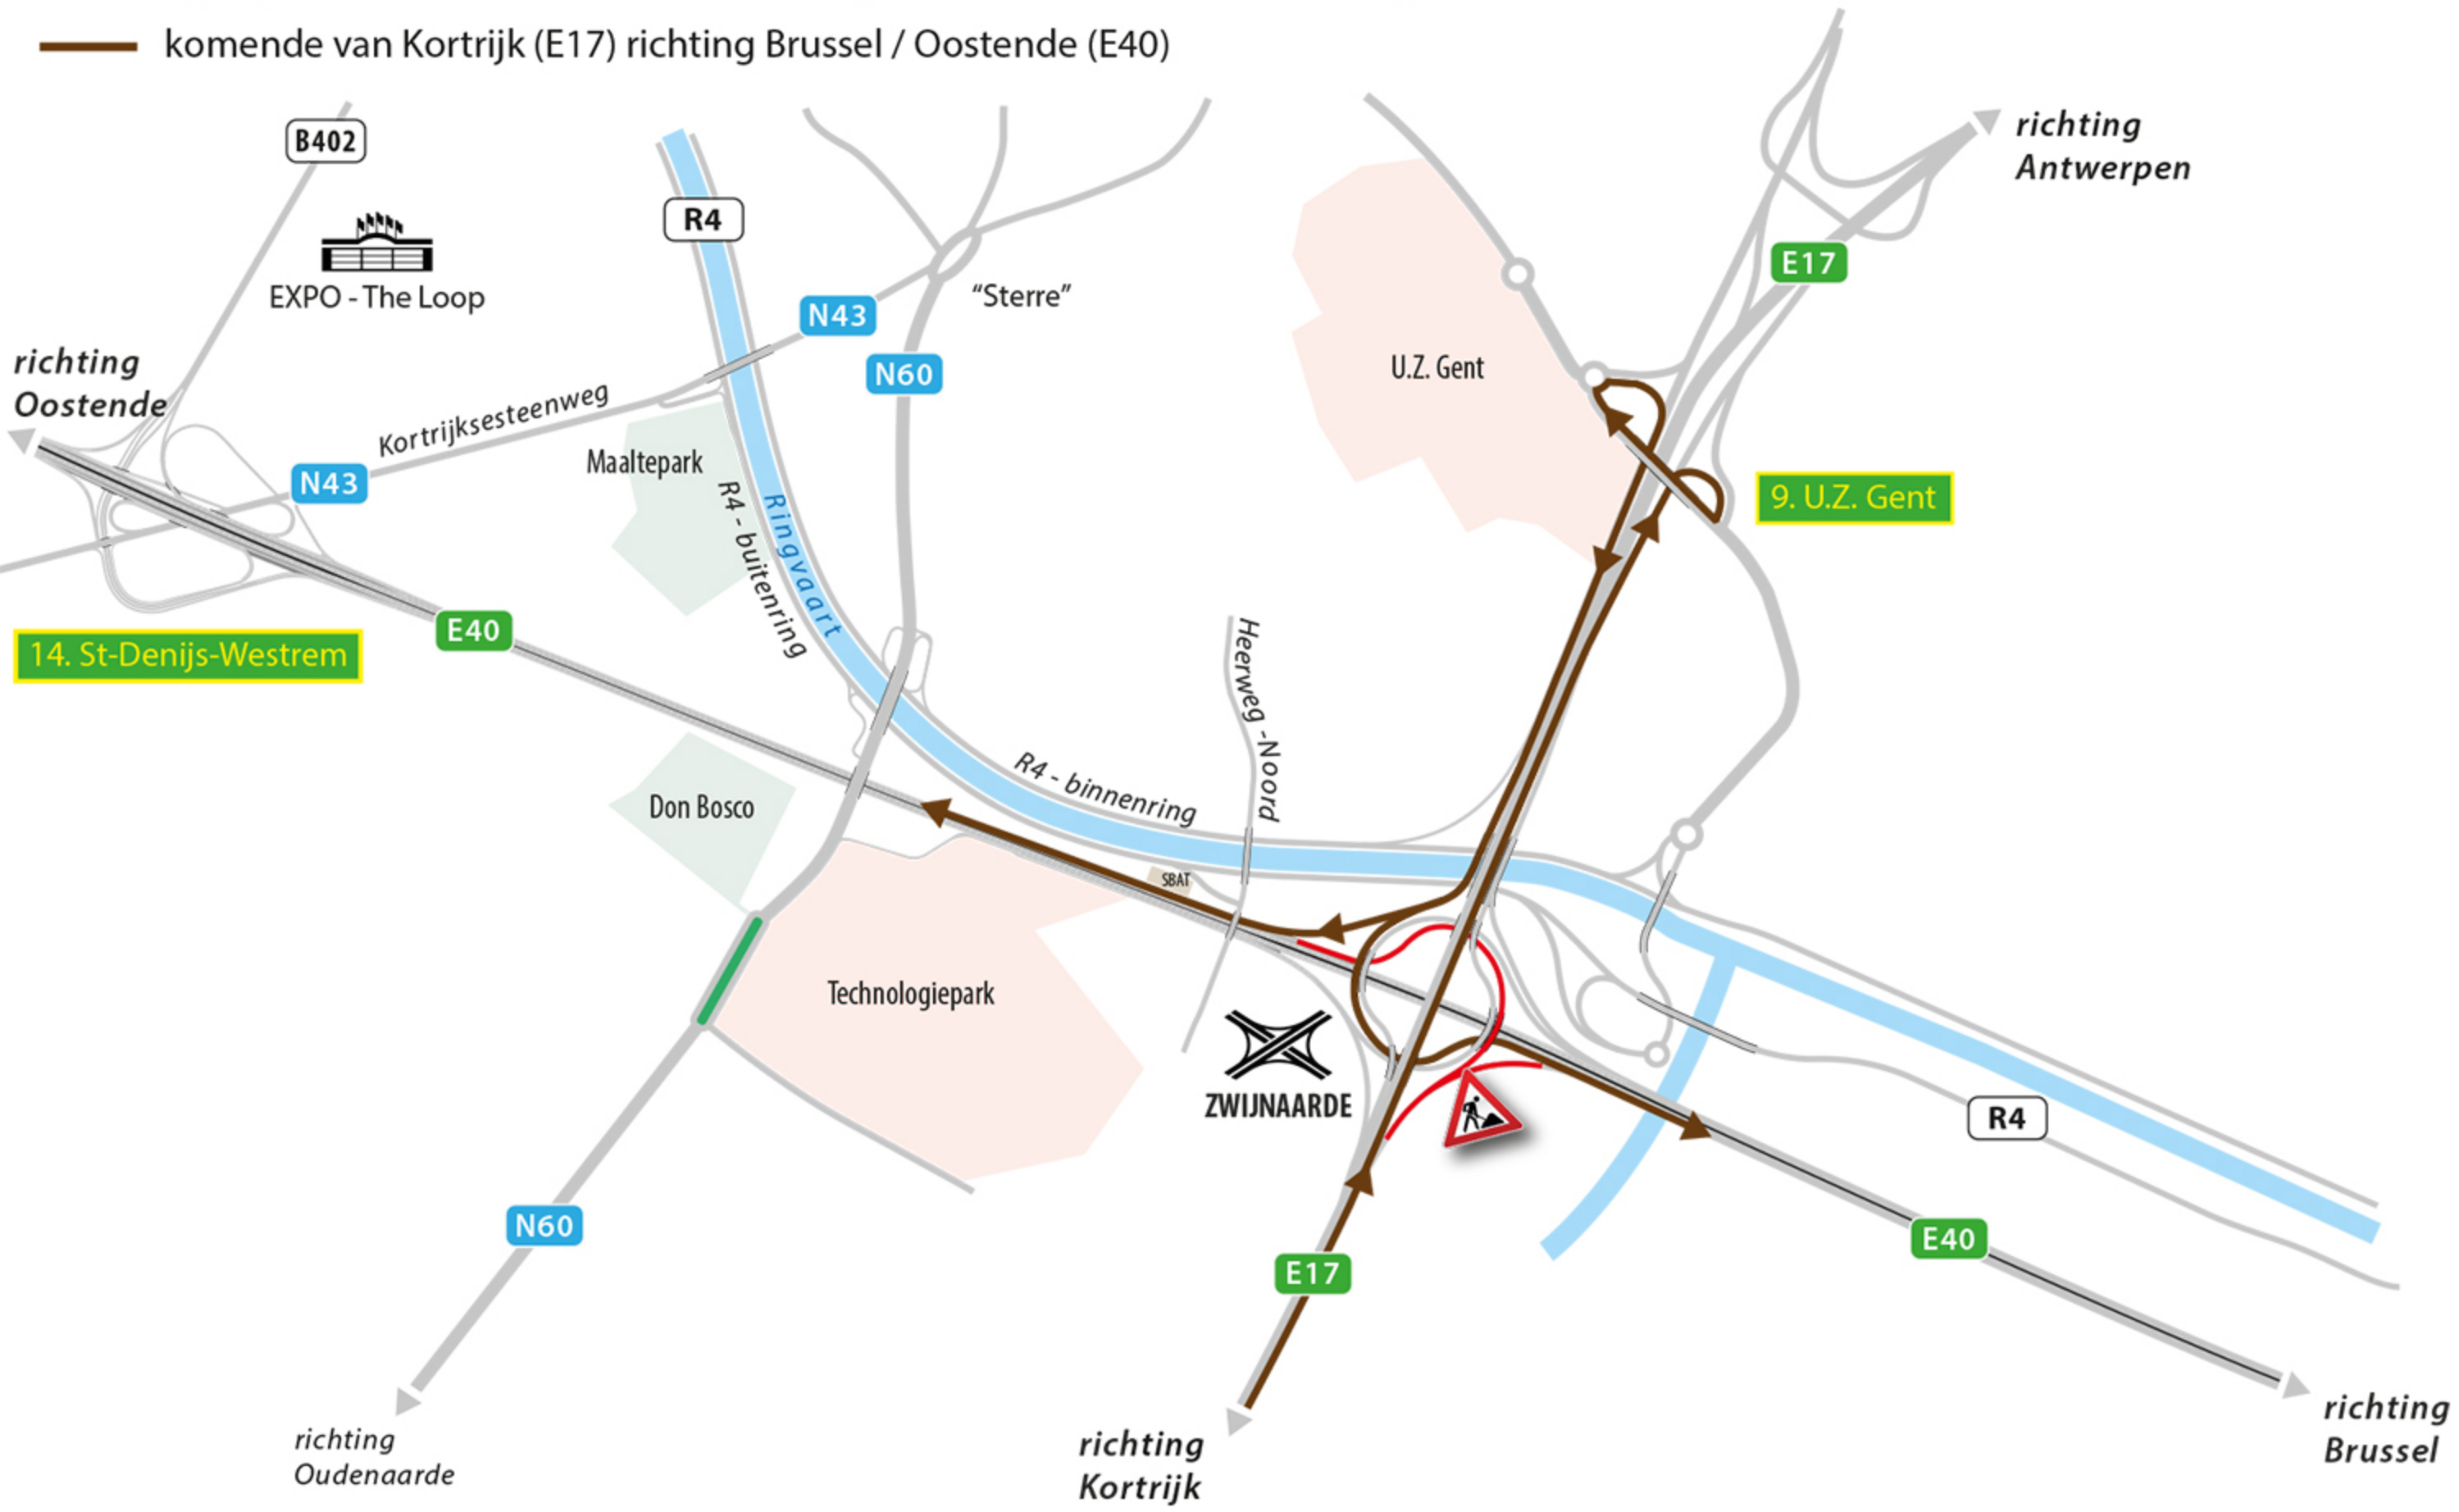 komende van Kortrijk (E17) richting Brussel / Oostende (E40)
B402
richting
Antwerpen
R4
E17
EXPO - The Loop
"Sterre"
N43
N60
U.Z. Gent
richting
Oostende
Kortrijksesteenweg
N43
Maaltepark
9. U.Z. Gent
R4 - buitenring
Ringvaart
E40
14. St-Denijs-Westrem
Heerweg -Noord
R4 - binnenring
Don Bosco
SBAT
Technologiepark
ZWIJNAARDE
R4
N60
E40
E17
richting
Oudenaarde
richting
Kortrijk
richting
Brussel